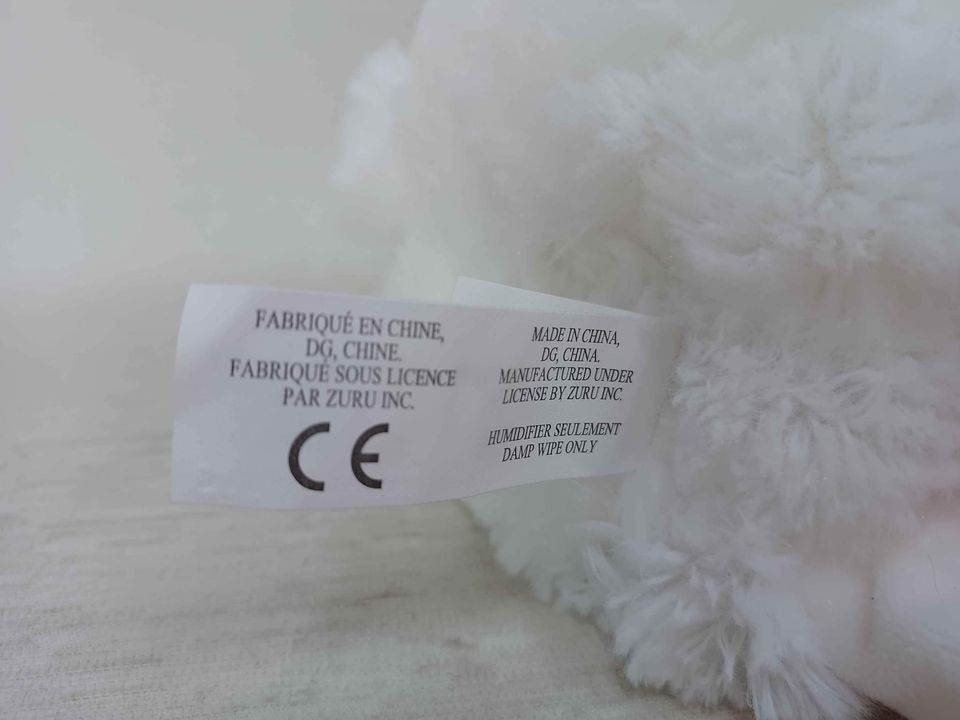 FABRIQUÉ EN CHINE,
DG, CHINE.
FABRIQUÉ SOUS LICENCE
PAR ZURU INC.
CE
MADE IN CHINA,
DG, CHINA.
MANUFACTURED UNDER
LICENSE BY ZURU INC.
HUMIDIFIER SEULEMENT
DAMP WIPE ONLY